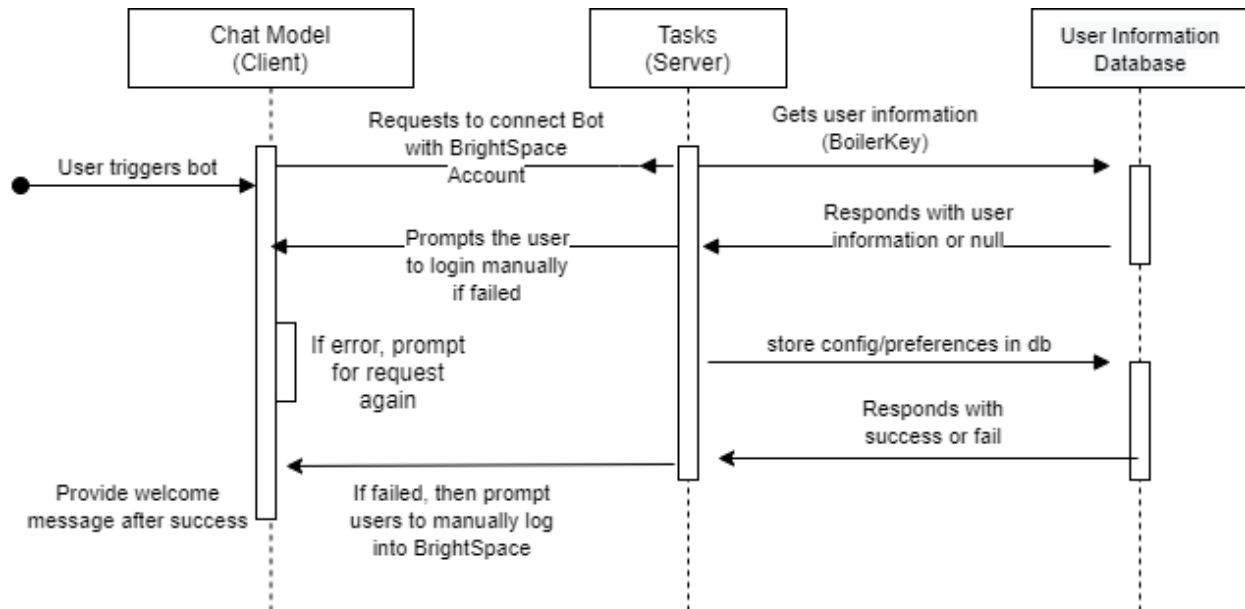 Chat Model
(Client)
Tasks
(Server)
User Information
Database
Requests to connect Bot
with BrightSpace
Account
Gets user information
(BoilerKey)
User triggers bot
Responds with user
information or null
Prompts the user
to login manually
if failed
If error, prompt
for request
again
store config/preferences in db
Responds with
success or fail
Provide welcome
message after success
If failed, then prompt
users to manually log
into BrightSpace